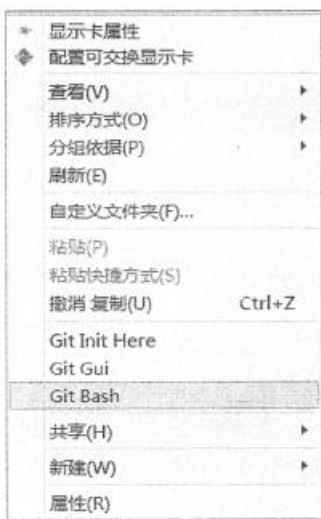 显示卡属性
配置可交换显示卡
查看(V)
排序方式(O)
分组依据(P)
刷新(E)
自定义文件夹(F)...
粘贴(P)
粘贴快捷方式(S)
撤消 复制(U) Ctrl+Z
Git Init Here
Git Gui
Git Bash
共享(H)
新建(W)
属性(R)